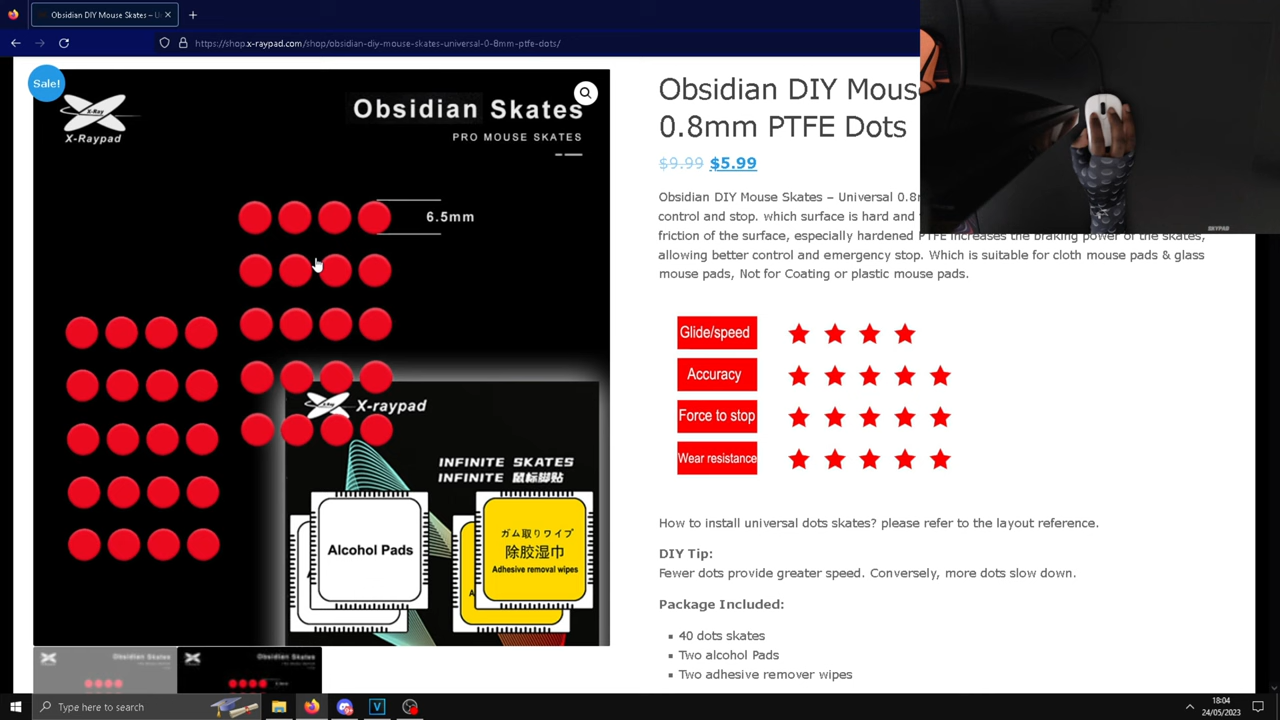 Obsidian DIY Mouse Skates – U
https://shop.x-raypad.com/shop/obsidian-diy-mouse-skates-universal-0-8mm-ptfe-dots/
Sale!
X-Ray
X-Raypad
Obsidian Skates
PRO MOUSE SKATES
6.5mm
X-Ray
X-raypad
INFINITE SKATES
INFINITE 鼠标脚贴
Alcohol Pads
ガム取りワイプ
除胶湿巾
Adhesive removal wipes
Obsidian Skates
Obsidian Skates
Obsidian DIY Mous
0.8mm PTFE Dots
$9.99 $5.99
Obsidian DIY Mouse Skates – Universal 0.8
control and stop. which surface is hard and
friction of the surface, especially hardened PTFE increases the braking power of the skates,
allowing better control and emergency stop. Which is suitable for cloth mouse pads & glass
mouse pads, Not for Coating or plastic mouse pads.
Glide/speed
Accuracy
Force to stop
Wear resistance
How to install universal dots skates? please refer to the layout reference.
DIY Tip:
Fewer dots provide greater speed. Conversely, more dots slow down.
Package Included:
40 dots skates
Two alcohol Pads
Two adhesive remover wipes
SKYPAD
Type here to search
18:04
24/05/2023